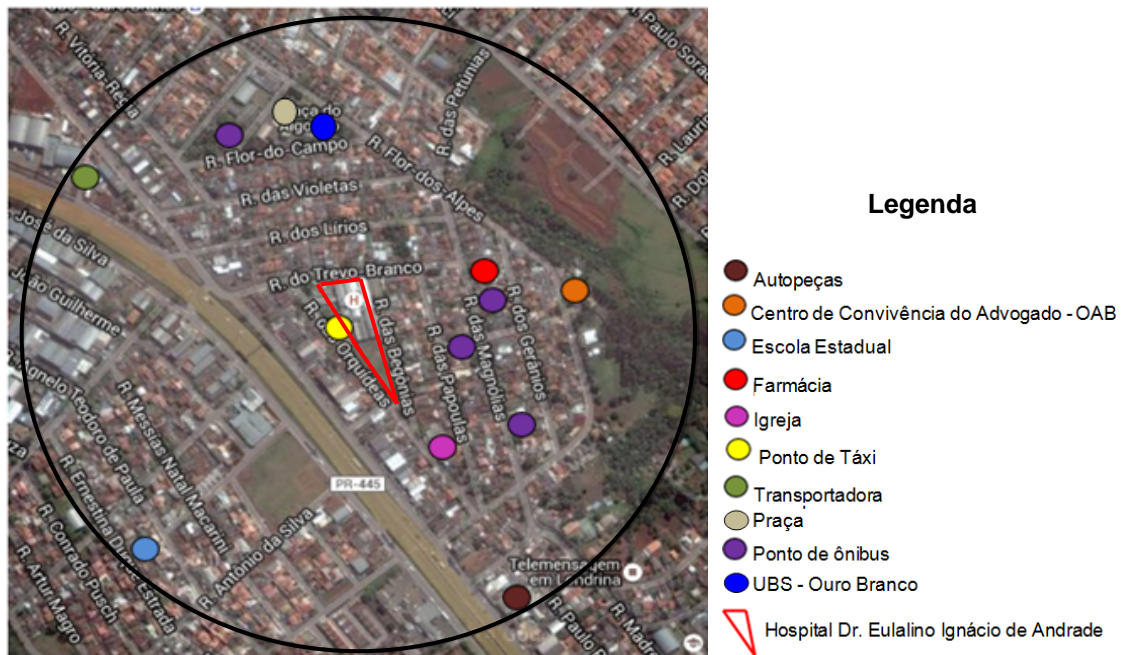 R. Vitória-Régia
R. das Petúnias
Paulo Sora
R. Flor-do-Campo
R. Flor-dos-Alpes
R. das Violetas
R. dos Lírios
R. do Trevo-Branco
H
Orquídeas
R. das Begônias
R. das Papoulas
R. das Magnólias
R. dos Gerânios
José da Silva
João Guilherme
R. Agnelo Teodoro de Paula
R. Messias Natal Macarini
R. Ernestina
Estrada
R. Conrado Pusch
R. Artur Magro
R. Antônio da Silva
PR-445
Telemensagem
em Londrina
R. Paulo
R. Madre
Legenda
Autopeças
Centro de Convivência do Advogado - OAB
Escola Estadual
Farmácia
Igreja
Ponto de Táxi
Transportadora
Praça
Ponto de ônibus
UBS - Ouro Branco
Hospital Dr. Eulalino Ignácio de Andrade